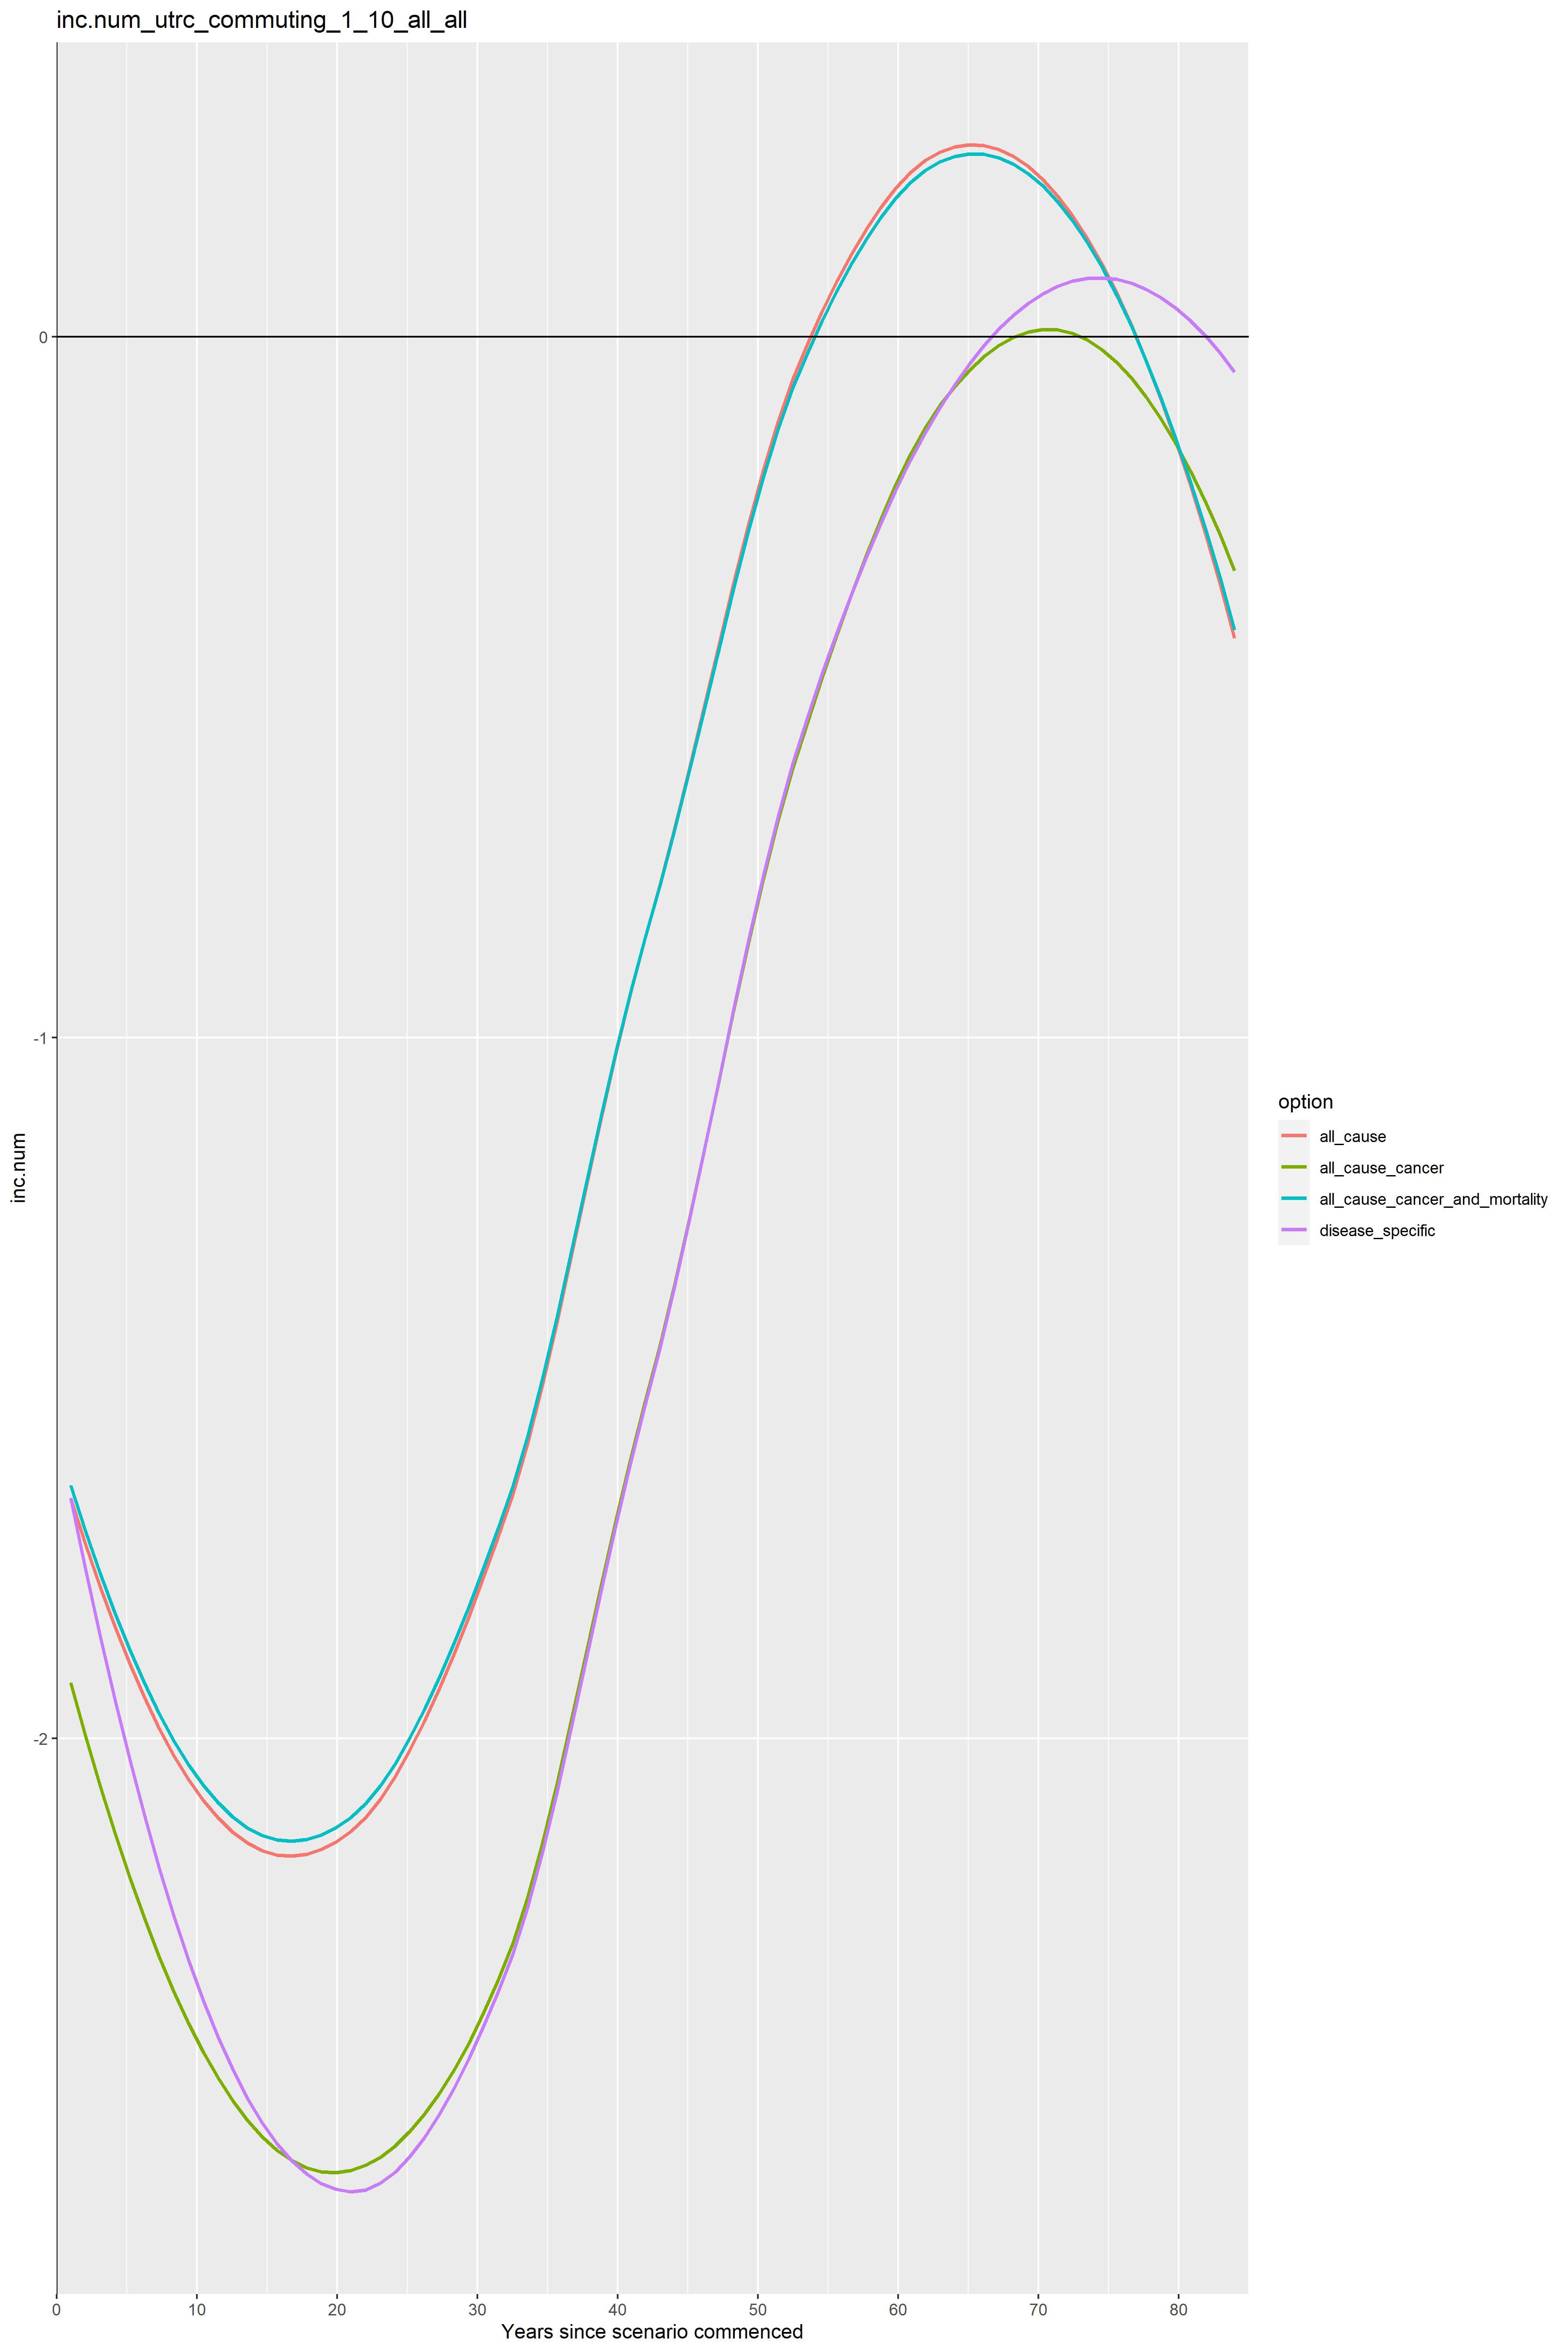 inc.num_utrc_commuting_1_10_all_all
0
-1
-2
inc.num
0 10 20 30 40 50 60 70 80
Years since scenario commenced
option
all_cause
all_cause_cancer
all_cause_cancer_and_mortality
disease_specific